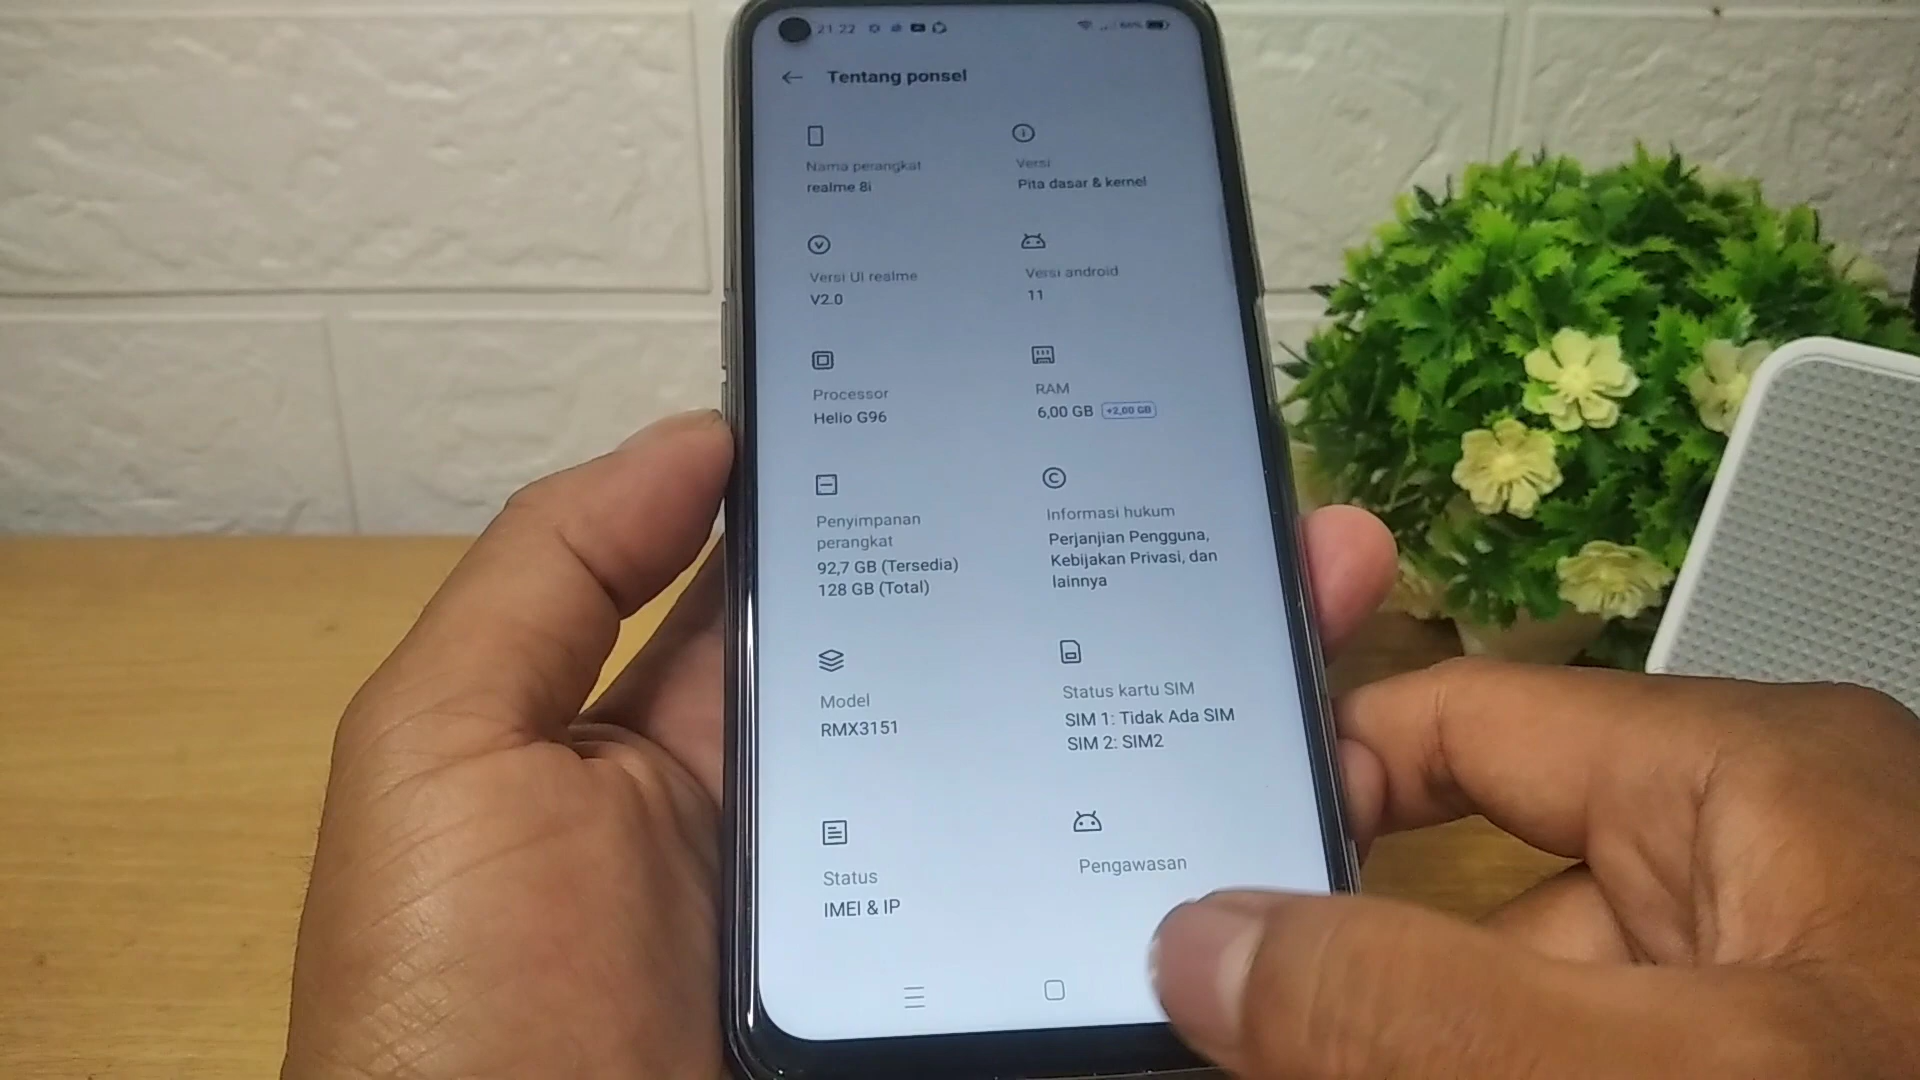 21.22
Tentang ponsel
Nama perangkat
realme 8i
Versi
Pita dasar & kernel
Versi UI realme
V2.0
Versi android
11
Processor
Helio G96
RAM
6,00 GB +2,00 GB
Penyimpanan
perangkat
92,7 GB (Tersedia)
128 GB (Total)
Informasi hukum
Perjanjian Pengguna,
Kebijakan Privasi, dan
lainnya
Model
RMX3151
Status kartu SIM
SIM 1: Tidak Ada SIM
SIM 2: SIM2
Status
IMEI & IP
Pengawasan